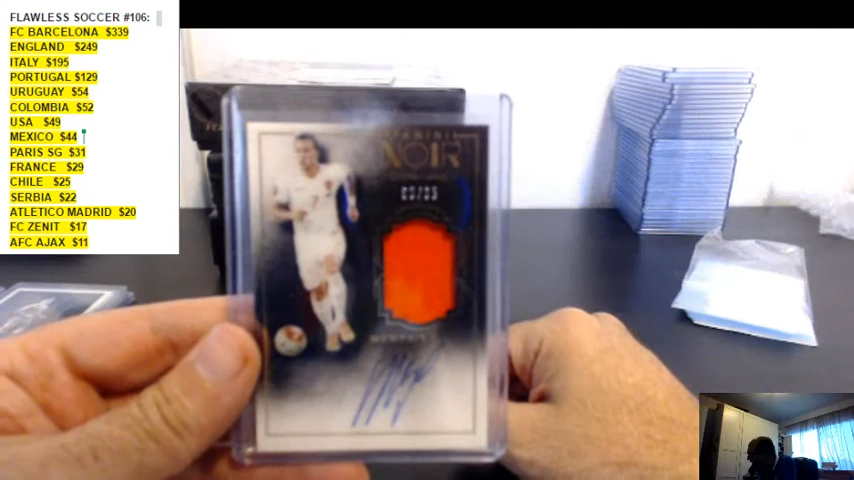 FLAWLESS SOCCER #106:
FC BARCELONA $339
ENGLAND $249
ITALY $195
PORTUGAL $129
URUGUAY $54
COLOMBIA $52
USA $49
MEXICO $44
PARIS SG $31
FRANCE $29
CHILE $25
SERBIA $22
ATLETICO MADRID $20
FC ZENIT $17
AFC AJAX $11
PANINI
NOIR